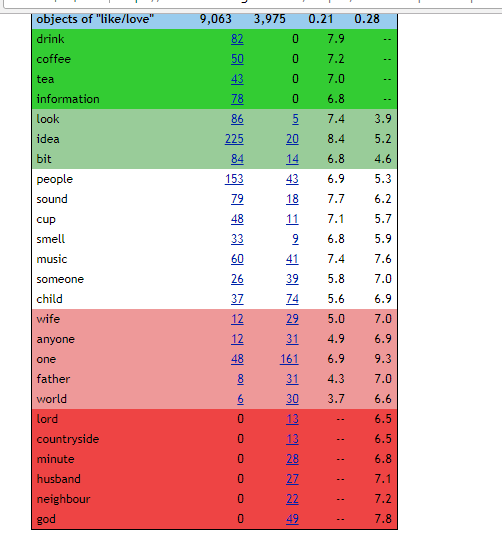 objects of "like/love" 9,063 3,975 0.21 0.28
drink 82 0 7.9 --
coffee 50 0 7.2 --
tea 43 0 7.0 --
information 78 0 6.8 --
look 86 5 7.4 3.9
idea 225 20 8.4 5.2
bit 84 14 6.8 4.6
people 153 43 6.9 5.3
sound 79 18 7.7 6.2
cup 48 11 7.1 5.7
smell 33 9 6.8 5.9
music 60 41 7.4 7.6
someone 26 39 5.8 7.0
child 37 74 5.6 6.9
wife 12 29 5.0 7.0
anyone 12 31 4.9 6.9
one 48 161 6.9 9.3
father 8 31 4.3 7.0
world 6 30 3.7 6.6
lord 0 13 -- 6.5
countryside 0 13 -- 6.5
minute 0 28 -- 6.8
husband 0 27 -- 7.1
neighbour 0 22 -- 7.2
god 0 49 -- 7.8